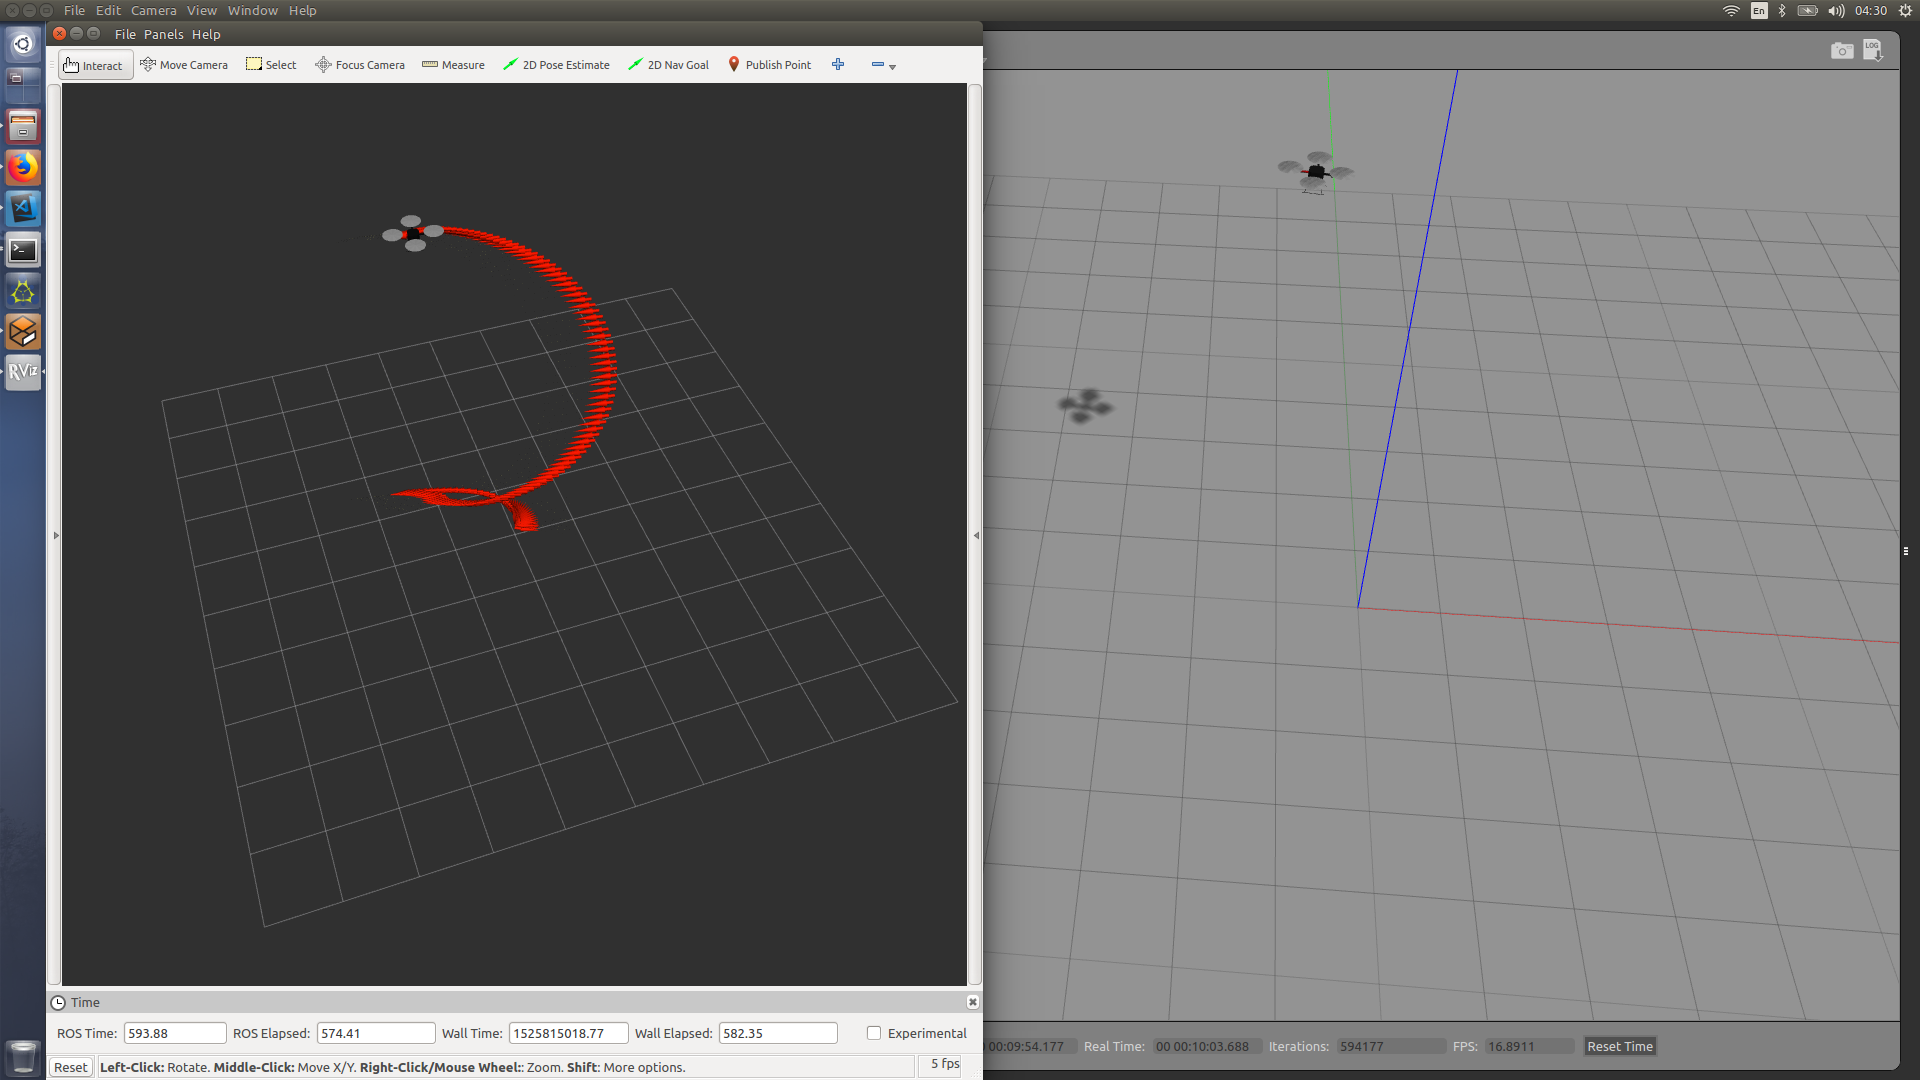 File Edit Camera View Window Help
En 04:30
File Panels Help
Interact Move Camera Select Focus Camera Measure 2D Pose Estimate 2D Nav Goal Publish Point
LOG
RViz
Time
ROS Time: 593.88 ROS Elapsed: 574.41 Wall Time: 1525815018.77 Wall Elapsed: 582.35 Experimental
00:09:54.177 Real Time: 00 00:10:03.688 Iterations: 594177 FPS: 16.8911 Reset Time
Reset Left-Click: Rotate. Middle-Click: Move X/Y. Right-Click/Mouse Wheel:: Zoom. Shift: More options. 5 fps